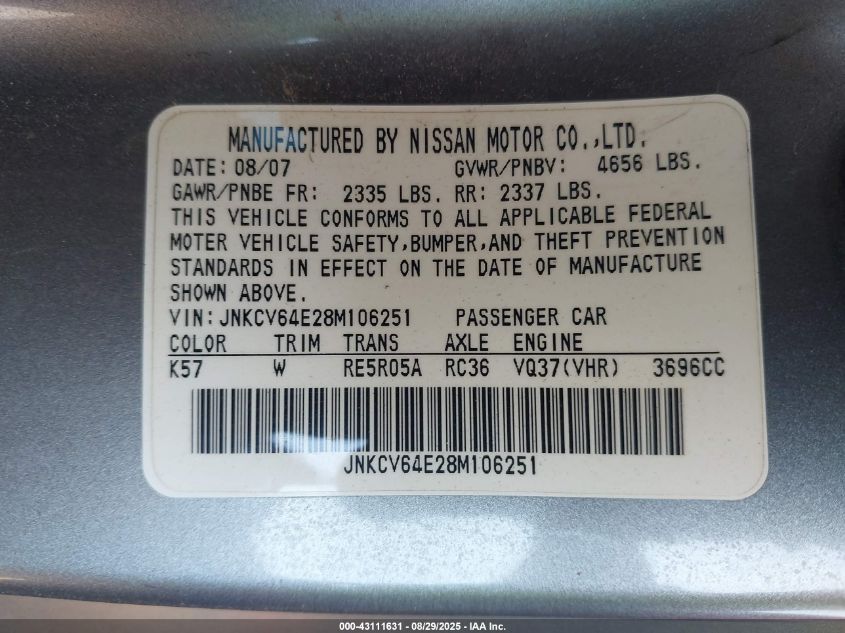 MANUFACTURED BY NISSAN MOTOR CO.,LTD.
DATE: 08/07 GVWR/PNBV: 4656 LBS.
GAWR/PNBE FR: 2335 LBS. RR: 2337 LBS.
THIS VEHICLE CONFORMS TO ALL APPLICABLE FEDERAL
MOTER VEHICLE SAFETY,BUMPER,AND THEFT PREVENTION
STANDARDS IN EFFECT ON THE DATE OF MANUFACTURE
SHOWN ABOVE.
VIN: JNKCV64E28M106251 PASSENGER CAR
COLOR TRIM TRANS AXLE ENGINE
K57 W RE5R05A RC36 VQ37(VHR) 3696CC
JNKCV64E28M106251
000-43111631 - 08/29/2025 - IAA Inc.